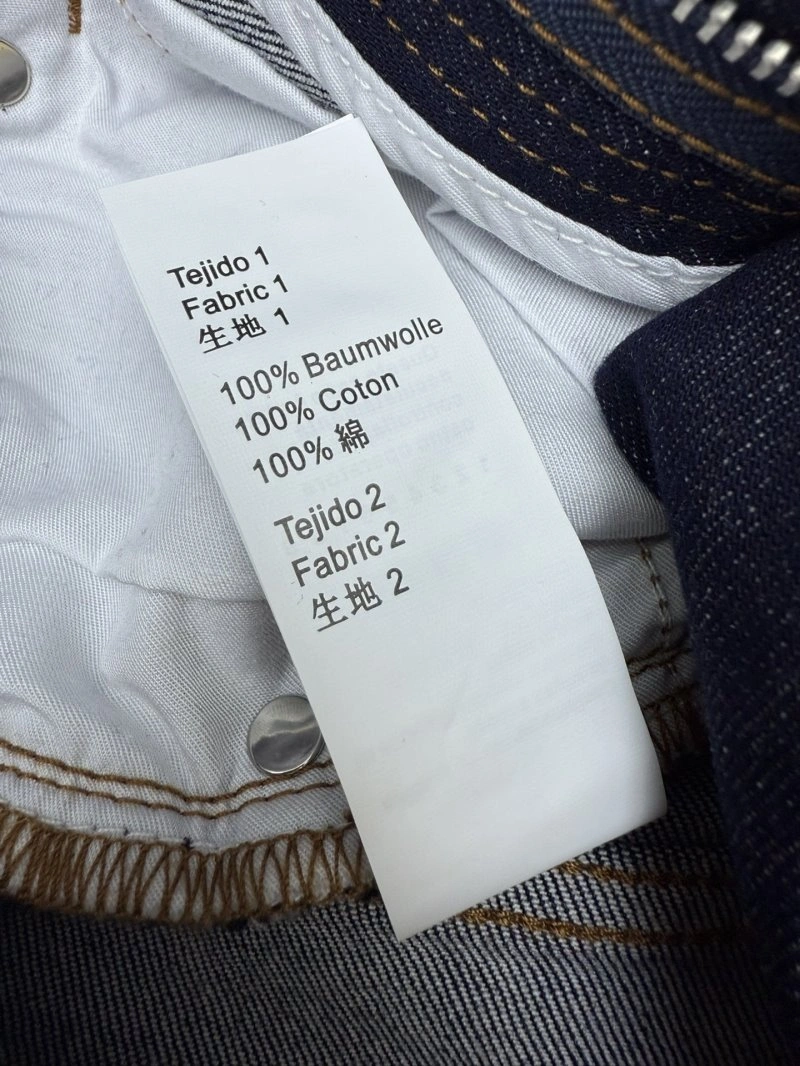 Tejido 1
Fabric 1
生地 1
100% Baumwolle
100% Coton
100% 綿
Tejido 2
Fabric 2
生地 2